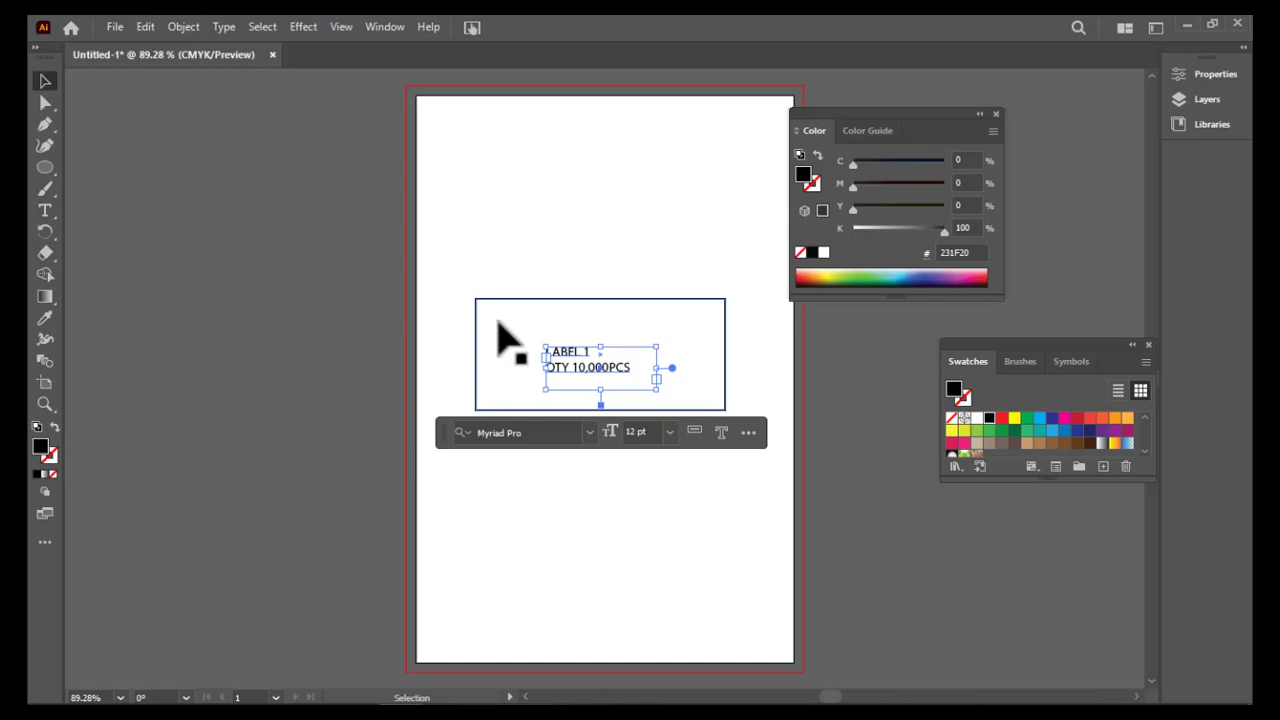 Ai File Edit Object Type Select Effect View Window Help
Untitled-1* @ 89.28 % (CMYK/Preview)
Properties
Layers
Libraries
Color Color Guide
C 0 %
M 0 %
Y 0 %
K 100 %
# 231F20
LABEL 1
QTY 10,000PCS
Myriad Pro 12 pt
Swatches Brushes Symbols
89.28% 0° 1 Selection